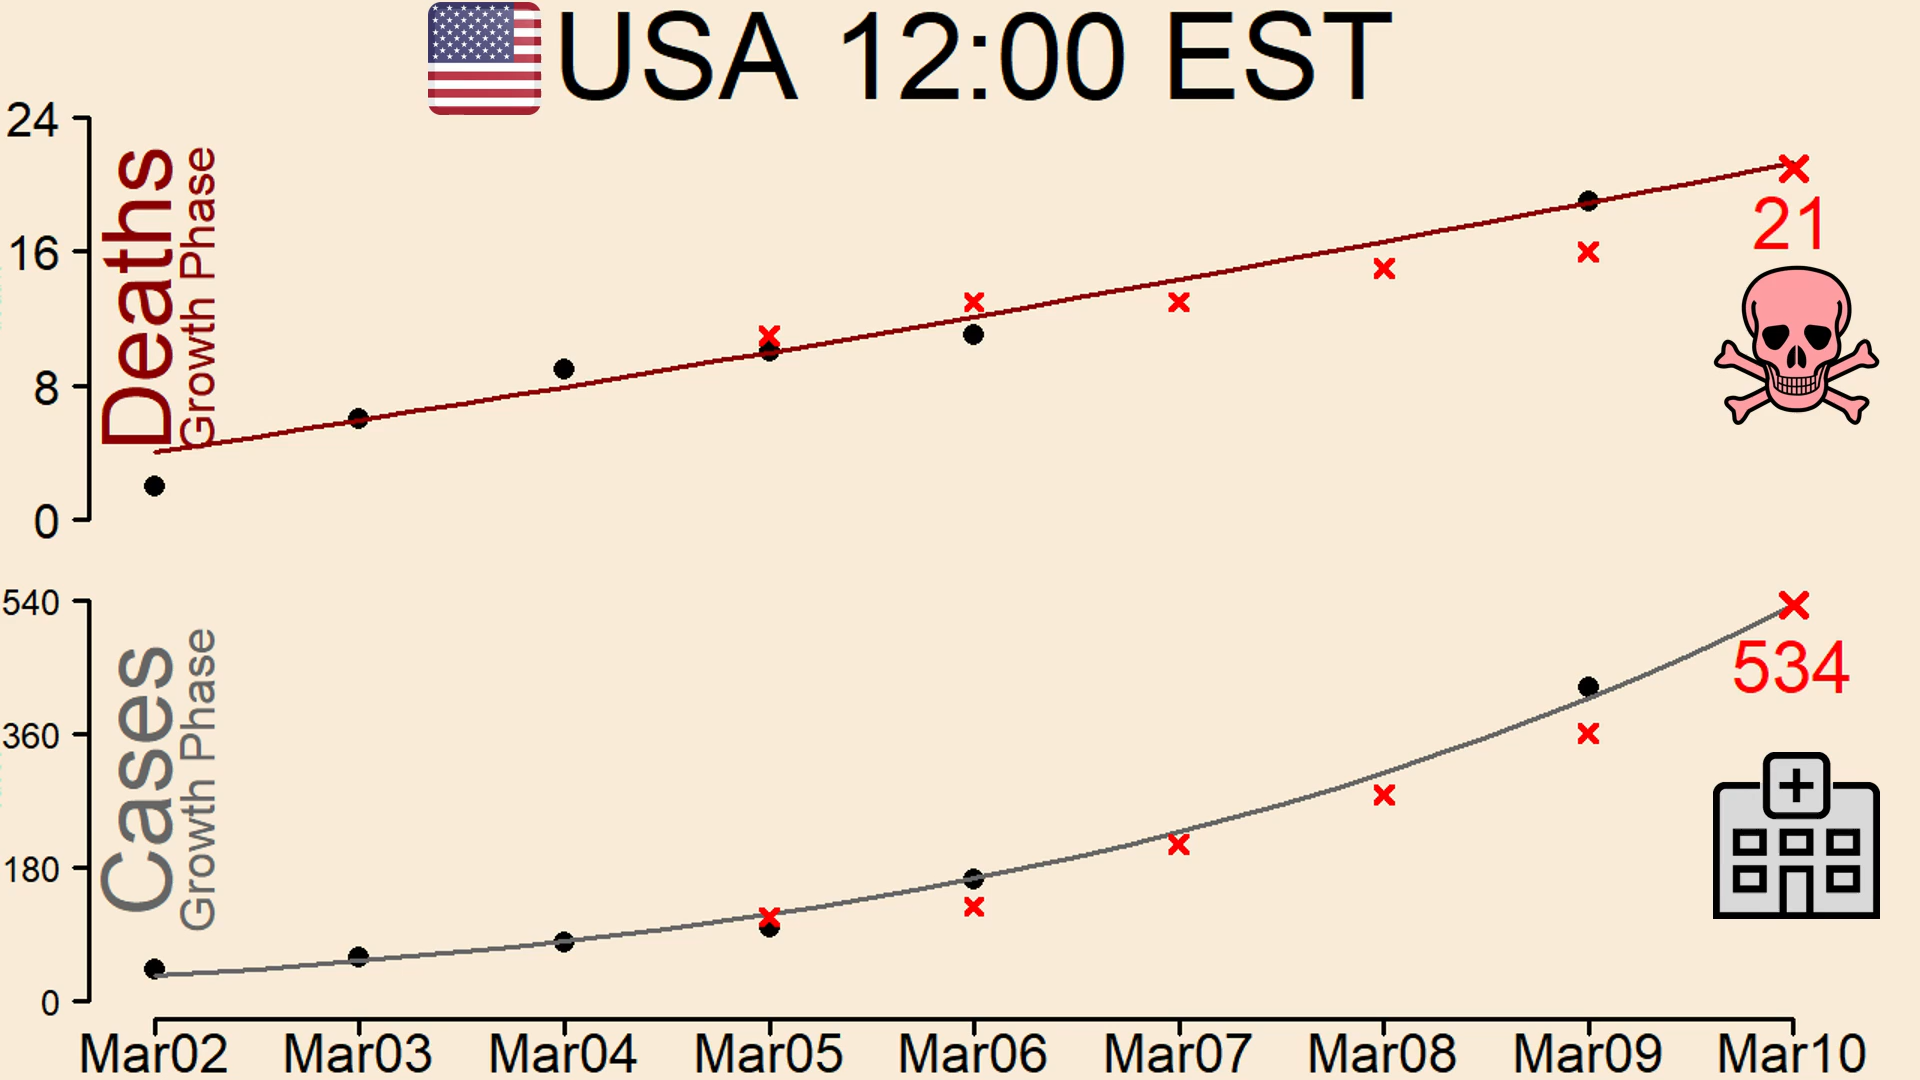 USA 12:00 EST
24
16
8
0
Deaths
Growth Phase
21
540
360
180
0
Cases
Growth Phase
534
Mar02 Mar03 Mar04 Mar05 Mar06 Mar07 Mar08 Mar09 Mar10